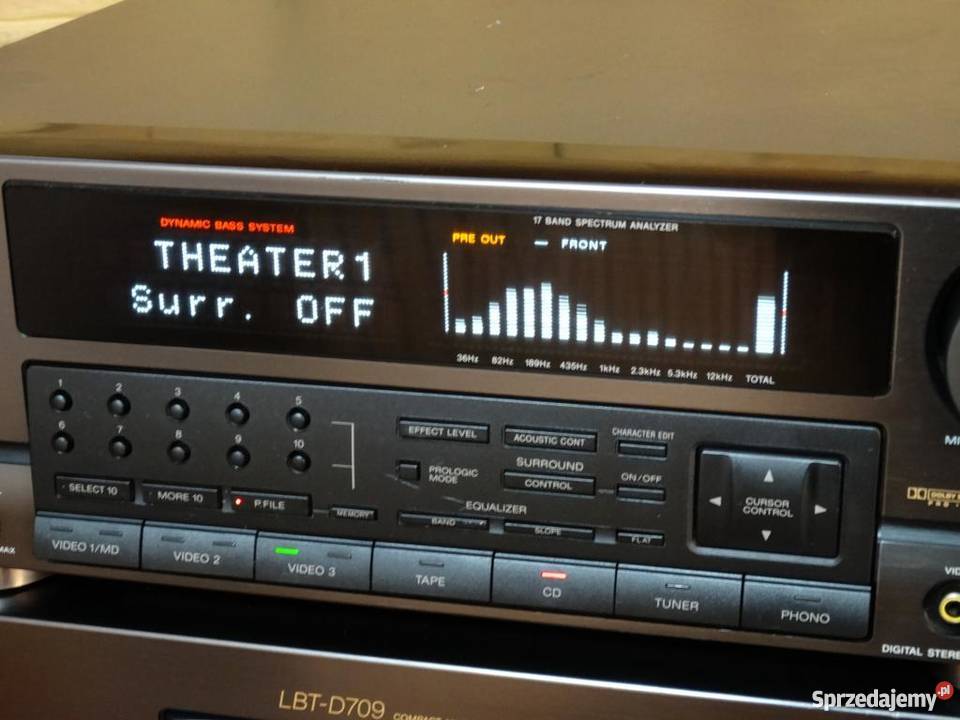 DYNAMIC BASS SYSTEM
THEATER1
Surr. OFF
17 BAND SPECTRUM ANALYZER
PRE OUT
FRONT
36Hz 82Hz 189Hz 435Hz 1kHz 2.3kHz 5.3kHz 12kHz TOTAL
1 2 3 4 5
6 7 8 9 10
SELECT 10 MORE 10 P.FILE MEMORY
EFFECT LEVEL ACOUSTIC CONT CHARACTER EDIT
PROLOGIC
MODE
SURROUND
CONTROL
ON/OFF
EQUALIZER
BAND SLOPE FLAT
CURSOR
CONTROL
VIDEO 1/MD VIDEO 2 VIDEO 3 TAPE CD TUNER PHONO
MAX
MI
VID
DIGITAL STERE
LBT-D709
Sprzedajemy.pl